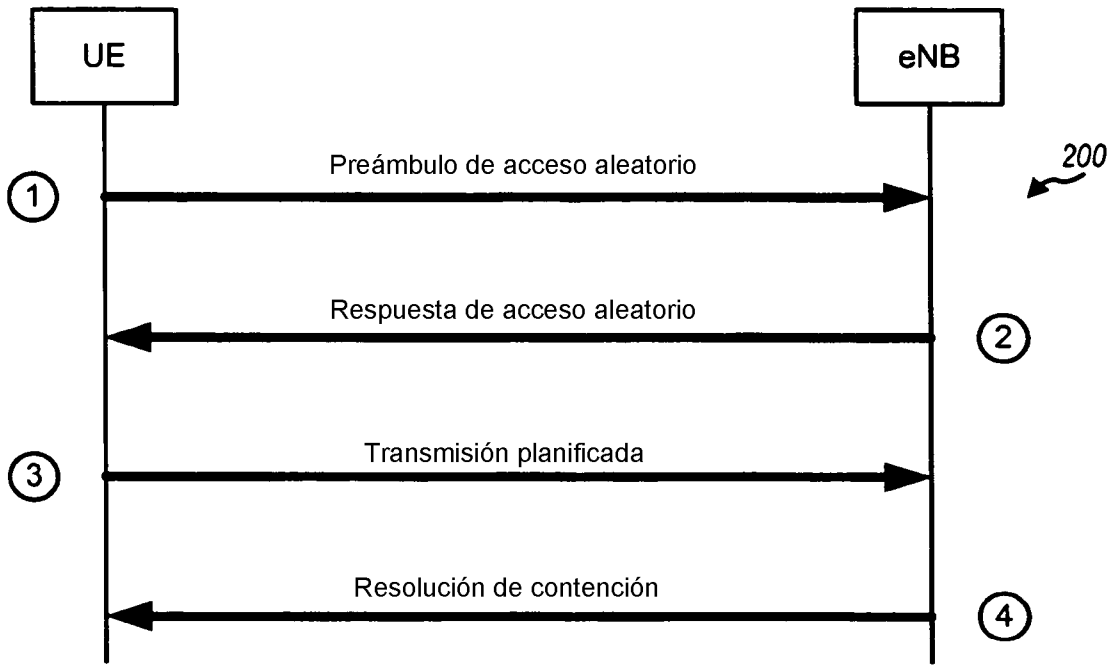 UE
eNB
200
Preámbulo de acceso aleatorio
1
Respuesta de acceso aleatorio
2
Transmisión planificada
3
Resolución de contención
4